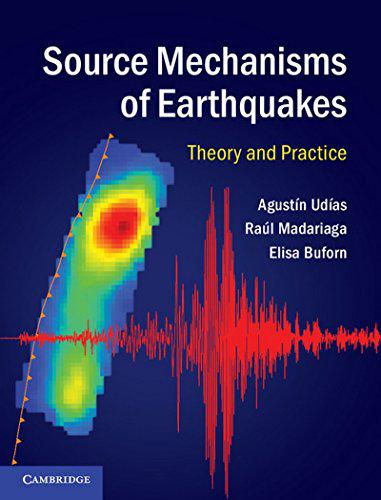 Source Mechanisms
of Earthquakes
Theory and Practice
Agustín Udías
Raúl Madariaga
Elisa Buforn
CAMBRIDGE